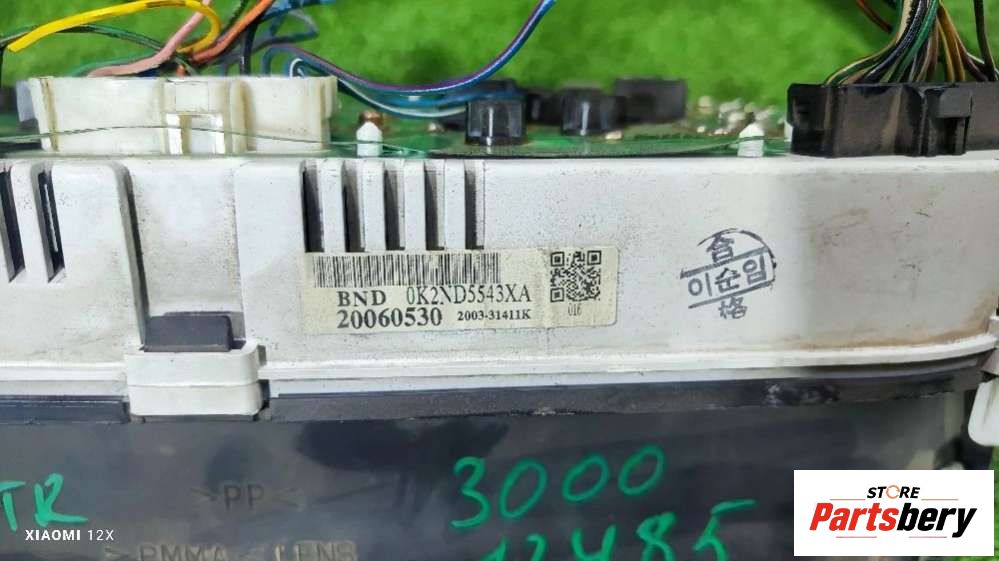 BND 0K2ND5543XA
20060530 2003-31411K
016
合
이순임
格
3000
TR
>PP<
12485
>PMMA< LENS
XIAOMI 12X
STORE
Partsbery